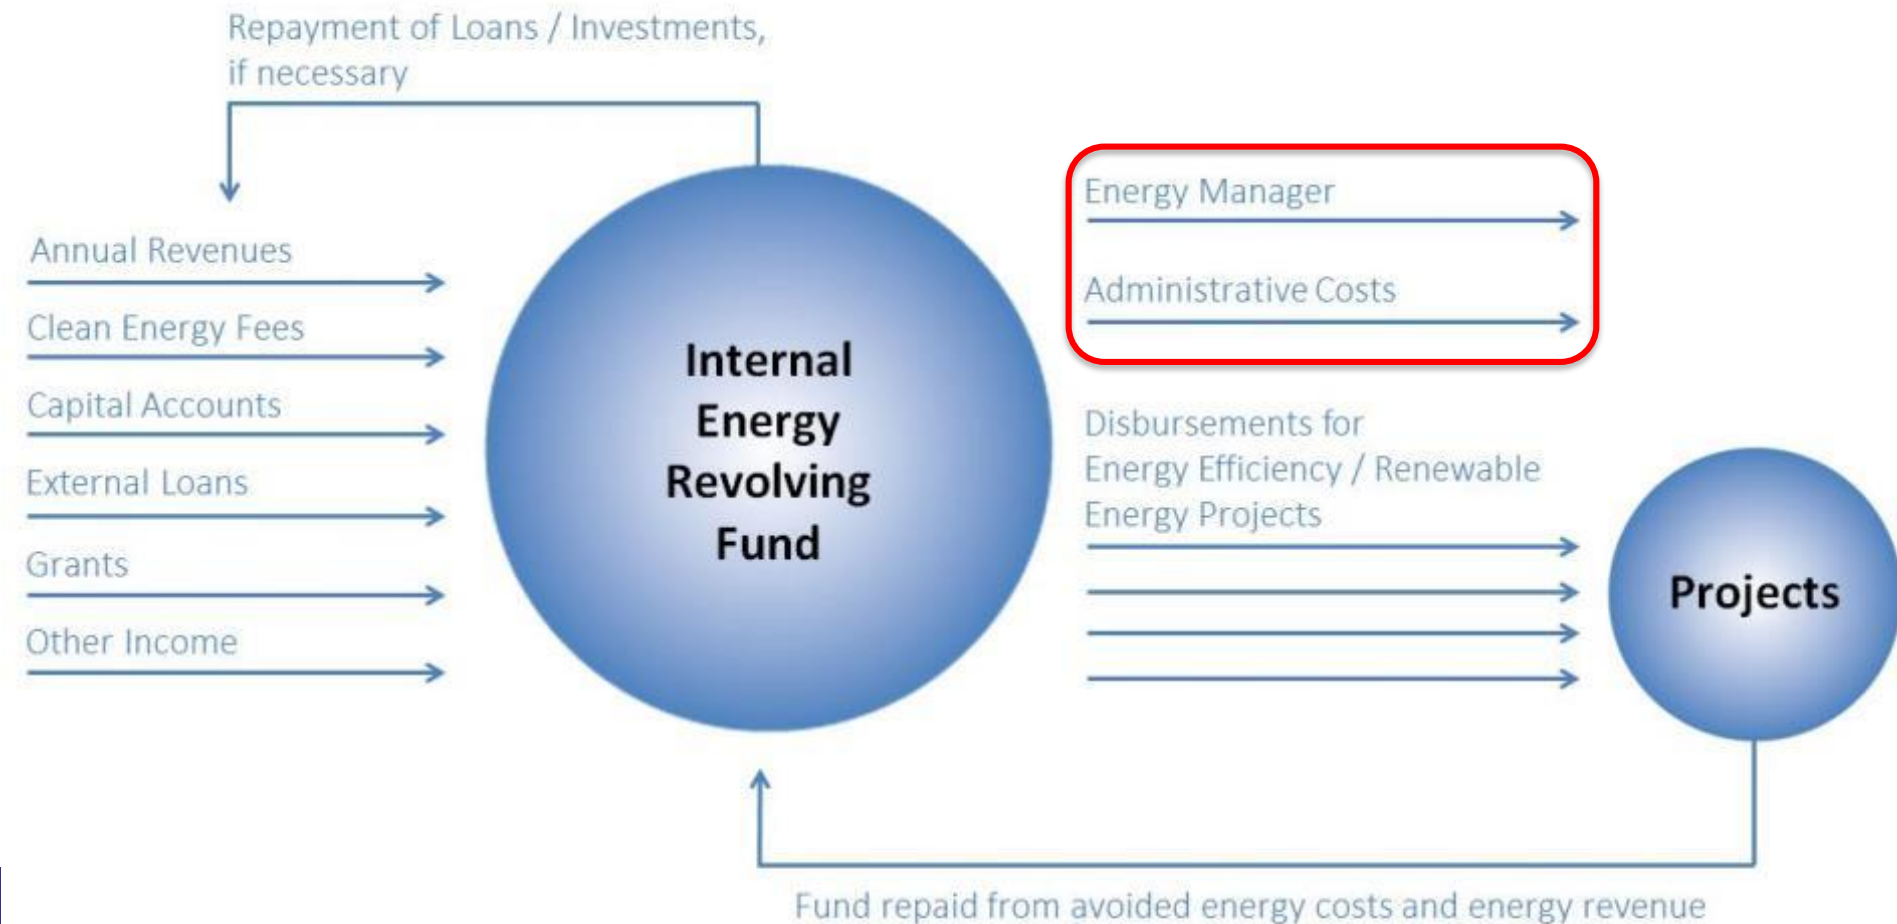 Repayment of Loans / Investments,
if necessary
Annual Revenues
Clean Energy Fees
Capital Accounts
External Loans
Grants
Other Income
Internal
Energy
Revolving
Fund
Energy Manager
Administrative Costs
Disbursements for
Energy Efficiency / Renewable
Energy Projects
Projects
Fund repaid from avoided energy costs and energy revenue